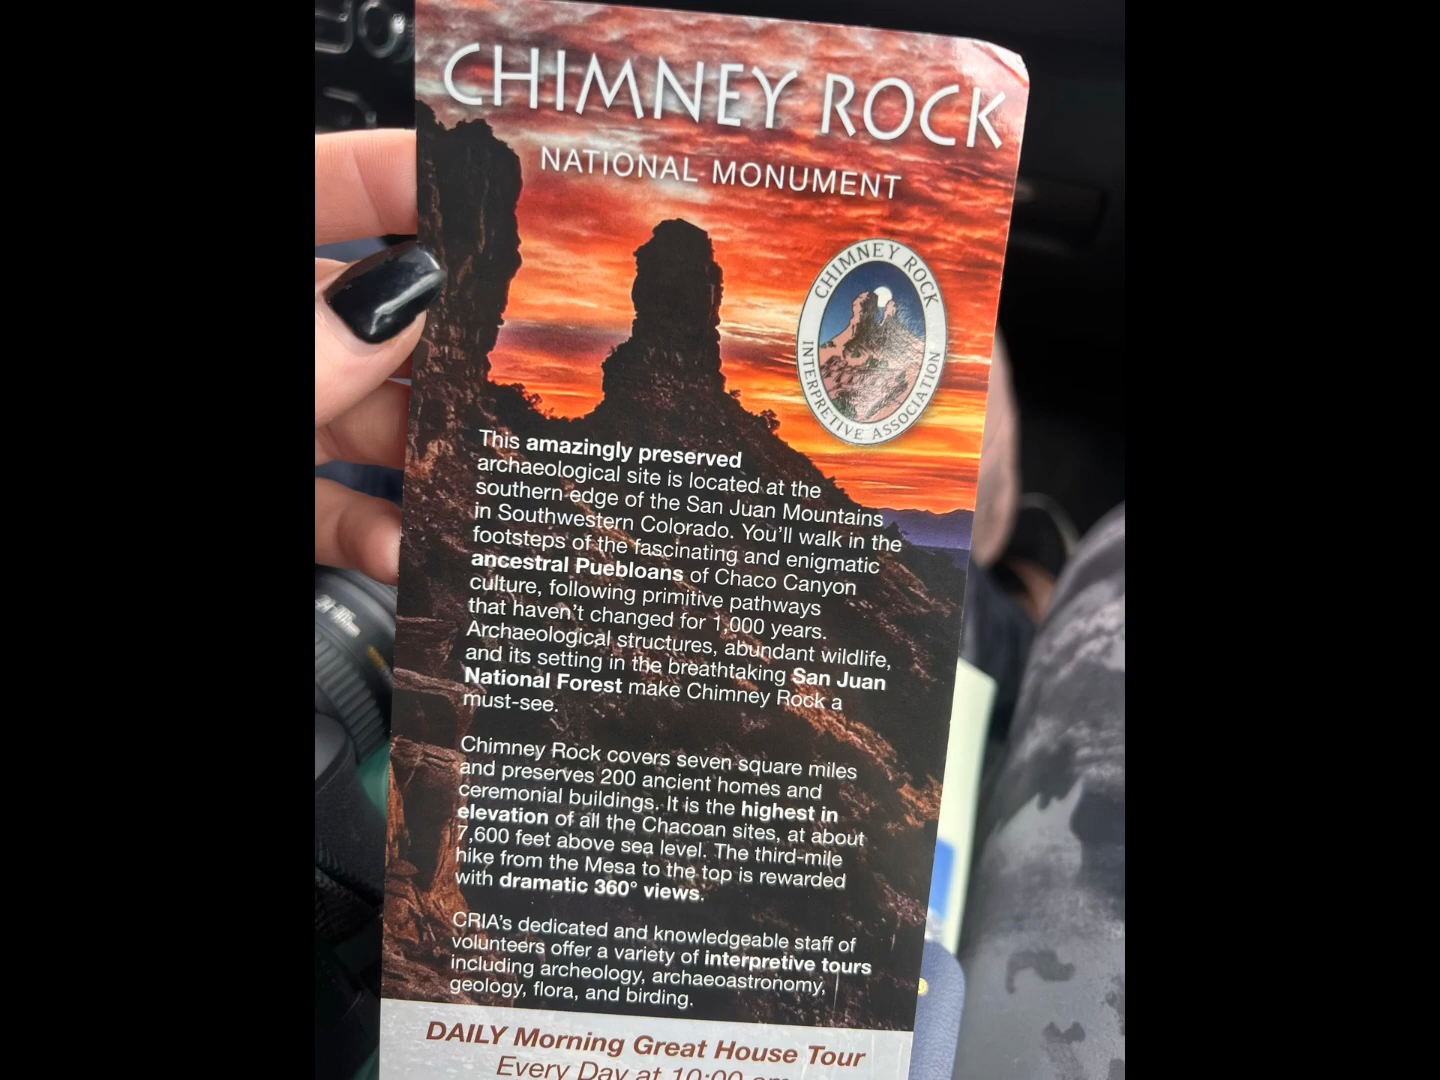 CHIMNEY ROCK
NATIONAL MONUMENT
CHIMNEY ROCK
INTERPRETIVE ASSOCIATION
This amazingly preserved
archaeological site is located at the
southern edge of the San Juan Mountains
in Southwestern Colorado. You'll walk in the
footsteps of the fascinating and enigmatic
ancestral Puebloans of Chaco Canyon
culture, following primitive pathways
that haven't changed for 1,000 years.
Archaeological structures, abundant wildlife,
and its setting in the breathtaking San Juan
National Forest make Chimney Rock a
must-see.
Chimney Rock covers seven square miles
and preserves 200 ancient homes and
ceremonial buildings. It is the highest in
elevation of all the Chacoan sites, at about
7,600 feet above sea level. The third-mile
hike from the Mesa to the top is rewarded
with dramatic 360° views.
CRIA's dedicated and knowledgeable staff of
volunteers offer a variety of interpretive tours
including archeology, archaeoastronomy,
geology, flora, and birding.
DAILY Morning Great House Tour
Every Day at 10:00 am